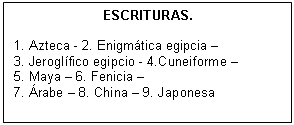 ESCRITURAS.
1. Azteca - 2. Enigmática egipcia –
3. Jeroglífico egipcio - 4.Cuneiforme –
5. Maya – 6. Fenicia –
7. Árabe – 8. China – 9. Japonesa